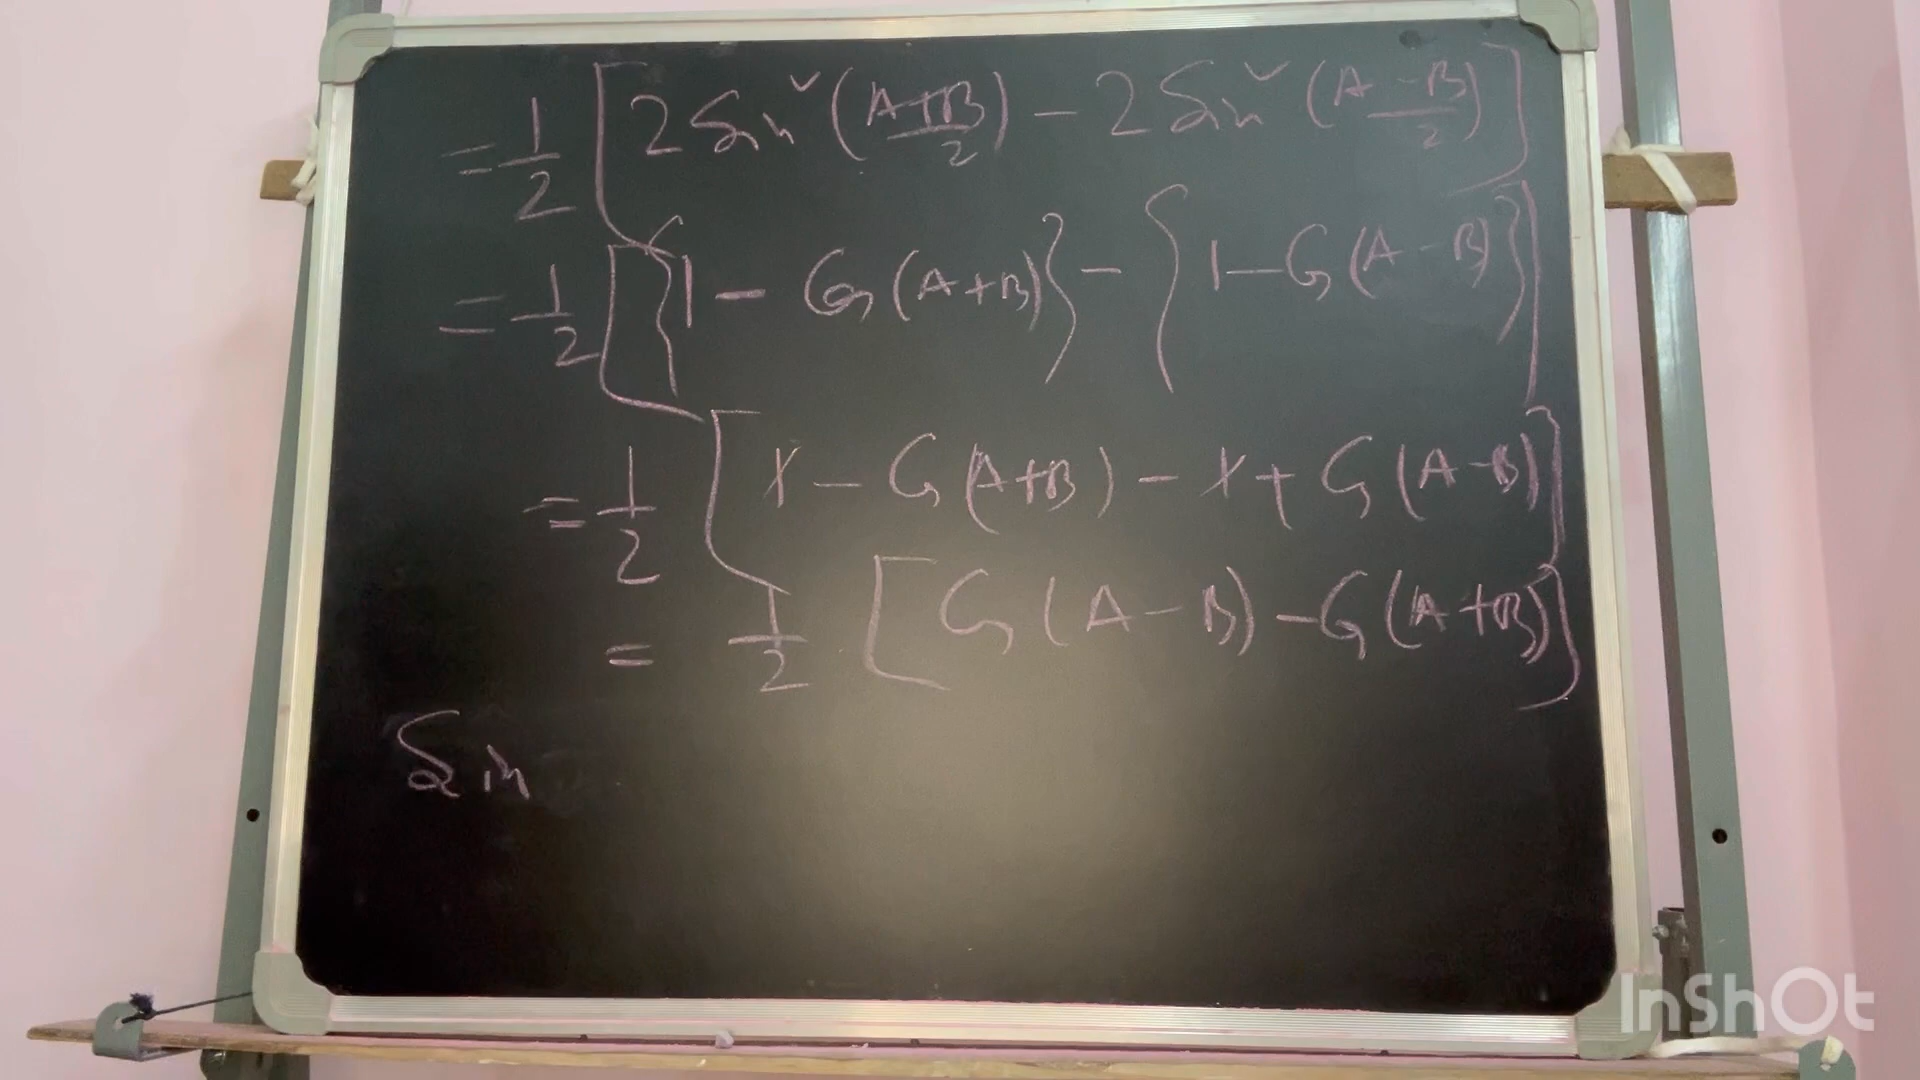 = 1/2 [2 Sin² (A+B/2) - 2 Sin² (A-B/2)]
= 1/2 [{1 - Cos (A+B)} - {1 - Cos (A-B)}]
= 1/2 [1 - Cos (A+B) - 1 + Cos (A-B)]
= 1/2 [Cos (A-B) - Cos (A+B)]
Sin
InShOt